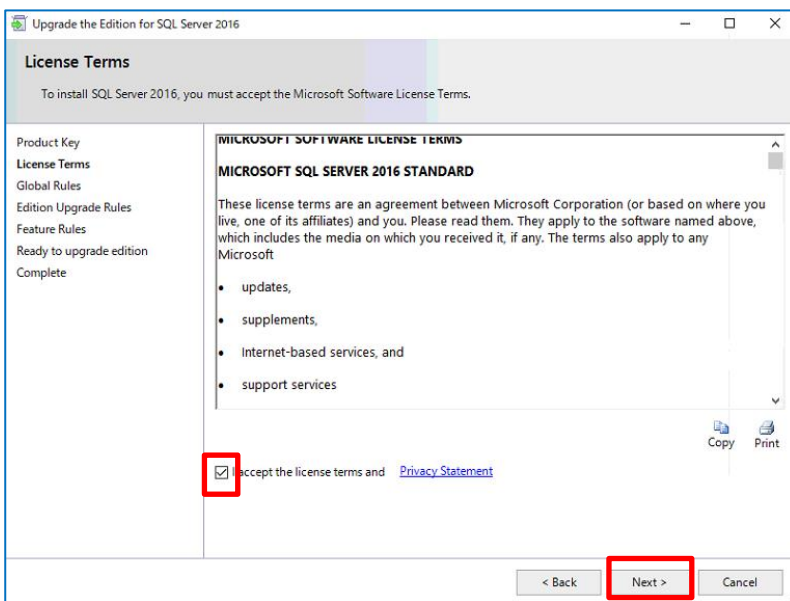 Upgrade the Edition for SQL Server 2016
License Terms
To install SQL Server 2016, you must accept the Microsoft Software License Terms.
Product Key
License Terms
Global Rules
Edition Upgrade Rules
Feature Rules
Ready to upgrade edition
Complete
MICROSOFT SOFTWARE LICENSE TERMS
MICROSOFT SQL SERVER 2016 STANDARD
These license terms are an agreement between Microsoft Corporation (or based on where you
live, one of its affiliates) and you. Please read them. They apply to the software named above,
which includes the media on which you received it, if any. The terms also apply to any
Microsoft
• updates,
• supplements,
• Internet-based services, and
• support services
Copy Print
I accept the license terms and Privacy Statement
< Back Next > Cancel